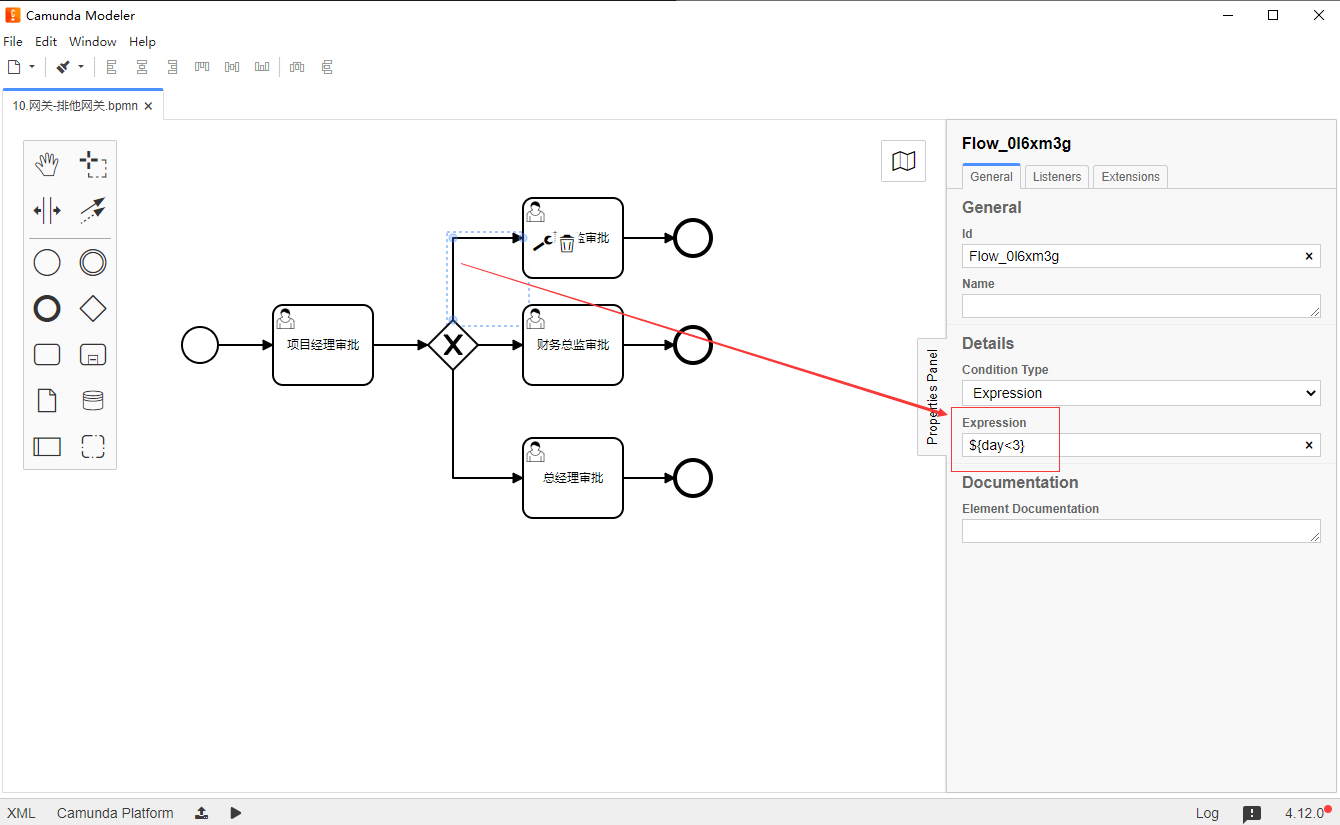 Camunda Modeler
File Edit Window Help
10.网关-排他网关.bpmn ×
Flow_0l6xm3g
General Listeners Extensions
General
Id
Flow_0l6xm3g ×
Name
Details
Condition Type
Expression
Expression
${day<3} ×
Documentation
Element Documentation
Properties Panel
审批
项目经理审批
财务总监审批
总经理审批
XML Camunda Platform Log 4.12.0